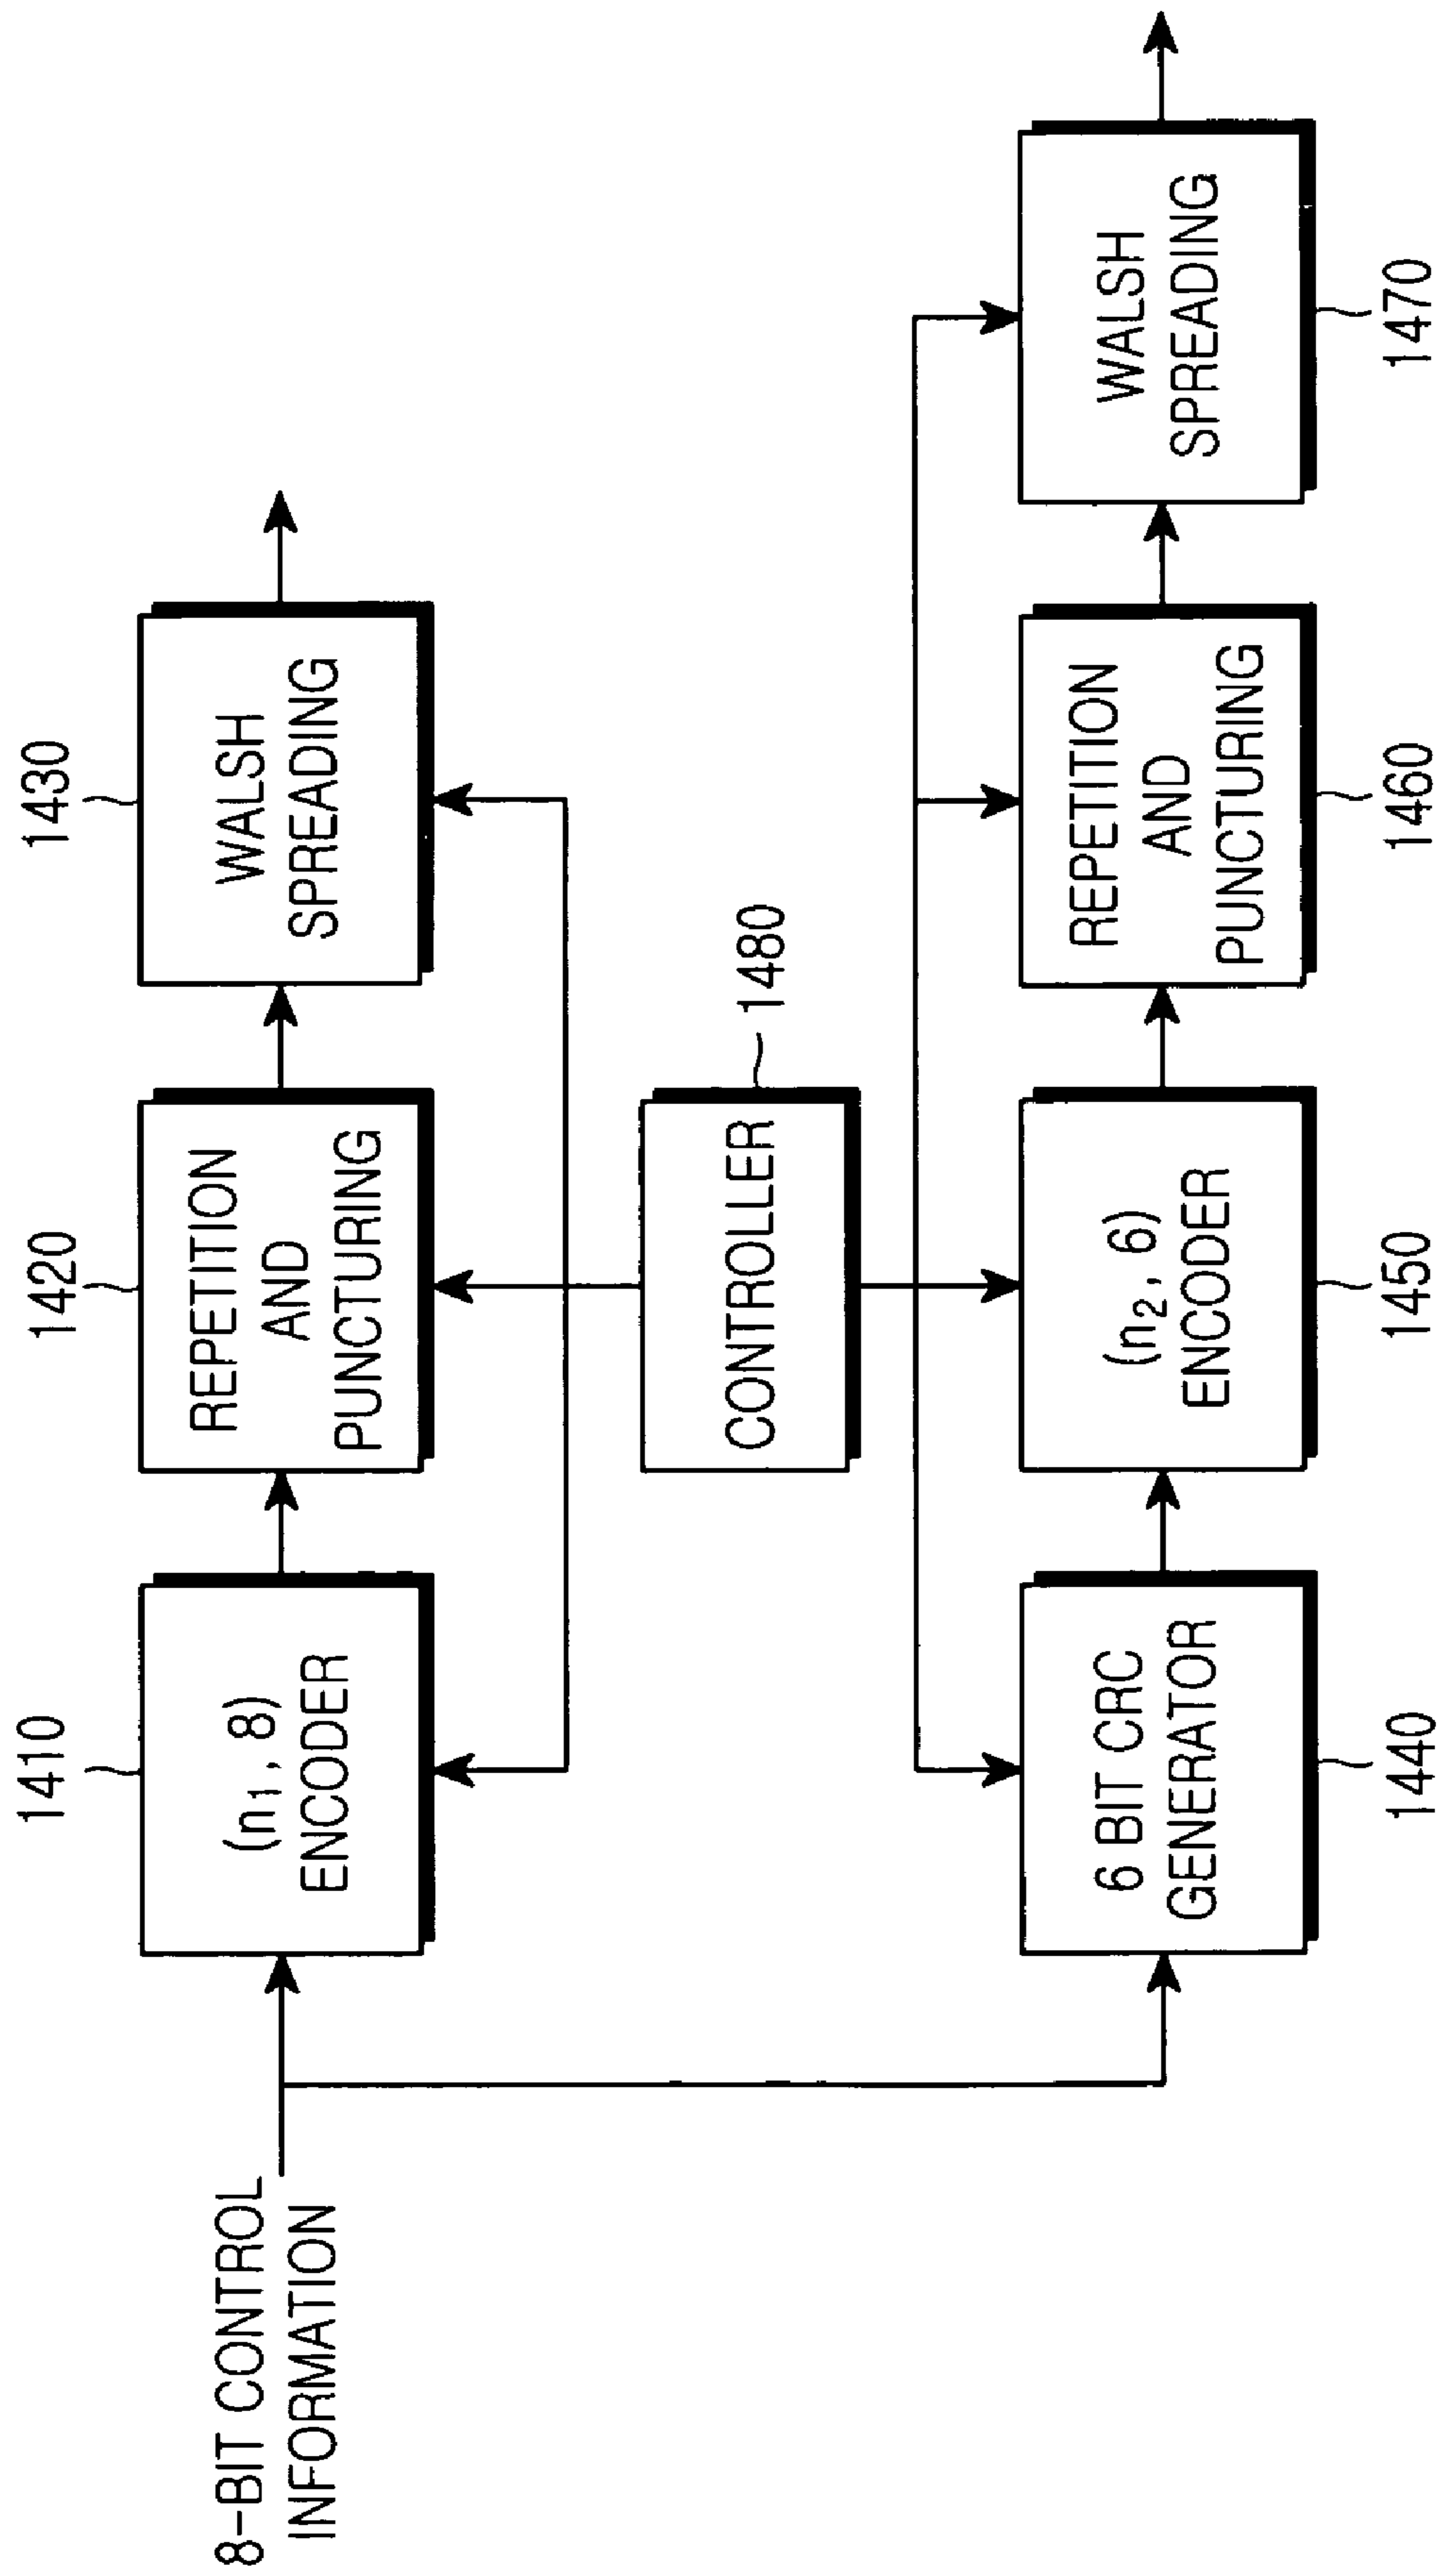 1410
1420
1430
8-BIT CONTROL
INFORMATION
(n1, 8)
ENCODER
REPETITION
AND
PUNCTURING
WALSH
SPREADING
CONTROLLER
1480
6 BIT CRC
GENERATOR
(n2, 6)
ENCODER
REPETITION
AND
PUNCTURING
WALSH
SPREADING
1440
1450
1460
1470